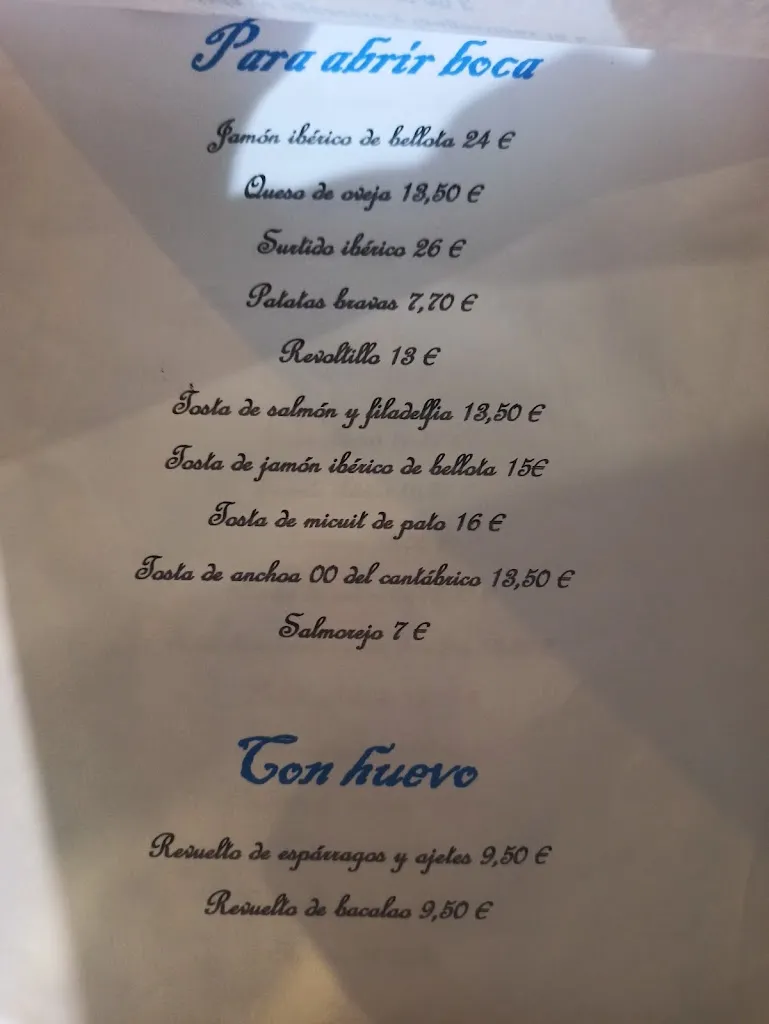 Para abrir boca
Jamón ibérico de bellota 24 €
Queso de oveja 13,50 €
Surtido ibérico 26 €
Patatas bravas 7,70 €
Revoltillo 13 €
Tosta de salmón y filadelfia 13,50 €
Tosta de jamón ibérico de bellota 15€
Tosta de micuit de pato 16 €
Tosta de anchoa 00 del cantábrico 13,50 €
Salmorejo 7 €
Con huevo
Revuelto de espárragos y ajetes 9,50 €
Revuelto de bacalao 9,50 €